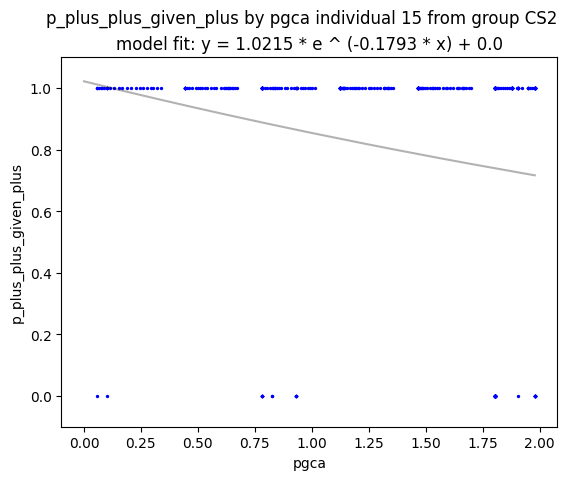 p_plus_plus_given_plus by pgca individual 15 from group CS2
model fit: y = 1.0215 * e ^ (-0.1793 * x) + 0.0
p_plus_plus_given_plus
1.0
0.8
0.6
0.4
0.2
0.0
0.00 0.25 0.50 0.75 1.00 1.25 1.50 1.75 2.00
pgca